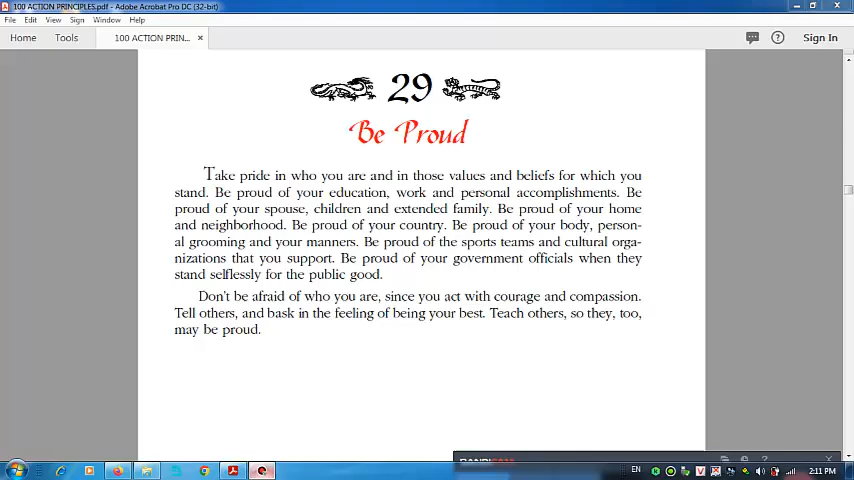 100 ACTION PRINCIPLES.pdf - Adobe Acrobat Pro DC (32-bit)
File Edit View Sign Window Help
Home Tools 100 ACTION PRIN... × Sign In
29
Be Proud
Take pride in who you are and in those values and beliefs for which you
stand. Be proud of your education, work and personal accomplishments. Be
proud of your spouse, children and extended family. Be proud of your home
and neighborhood. Be proud of your country. Be proud of your body, person-
al grooming and your manners. Be proud of the sports teams and cultural orga-
nizations that you support. Be proud of your government officials when they
stand selflessly for the public good.
Don't be afraid of who you are, since you act with courage and compassion.
Tell others, and bask in the feeling of being your best. Teach others, so they, too,
may be proud.
EN 2:11 PM